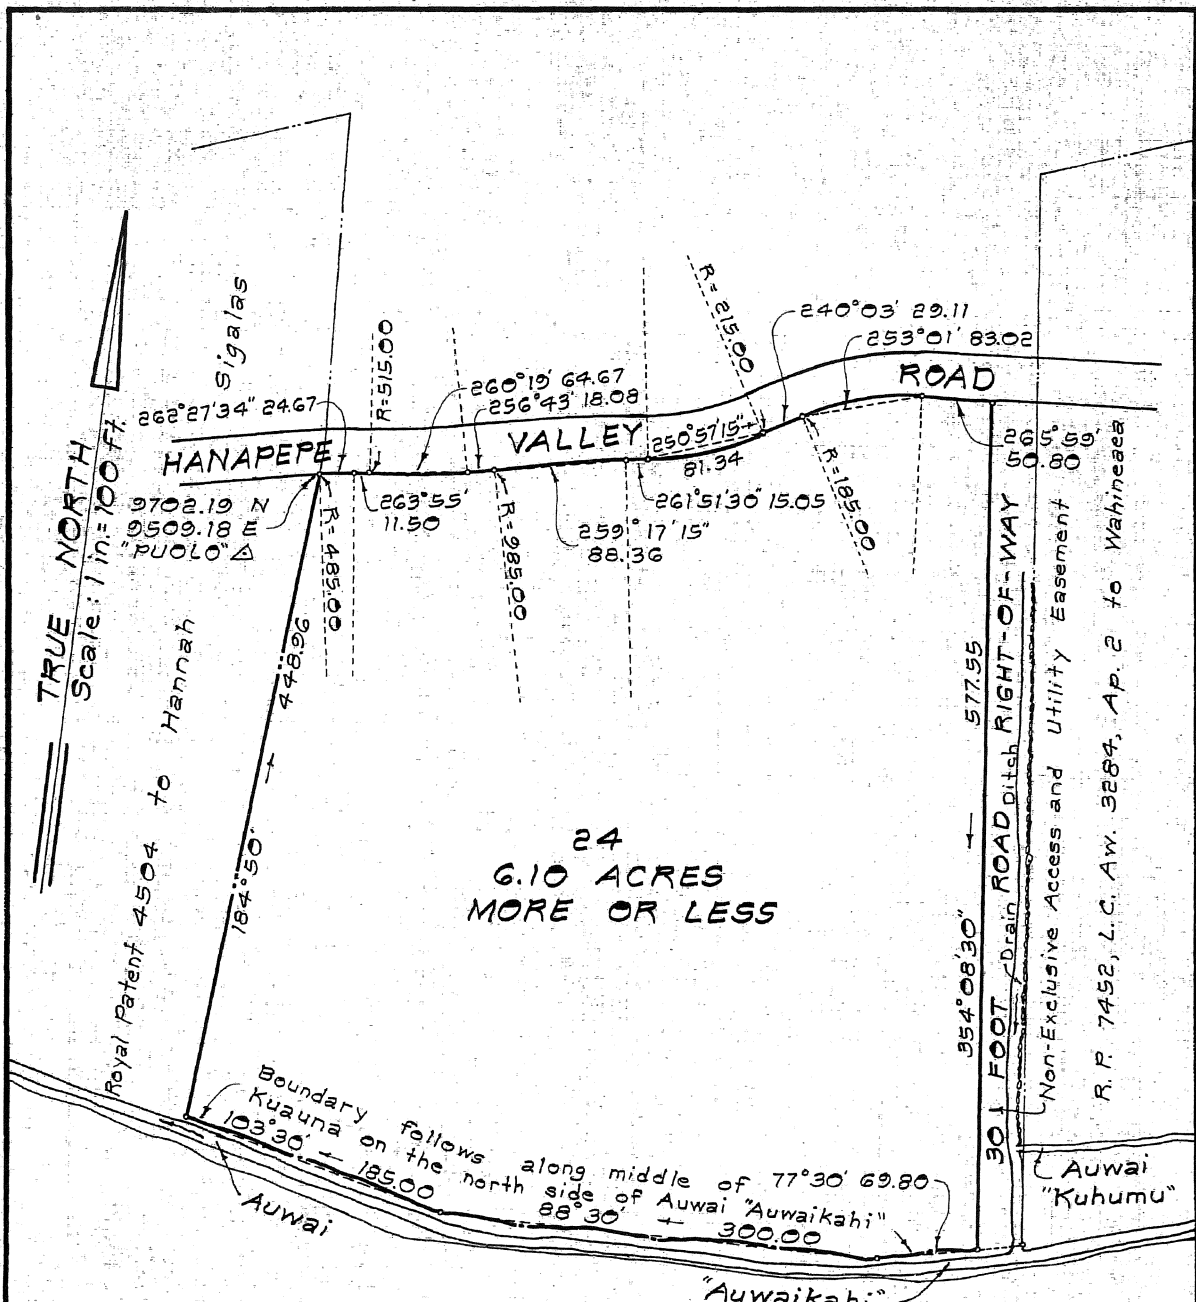 TRUE NORTH
Scale: 1 in.= 100 ft.
Sigalas
262°27'34" 24.67
R=515.00
260°19' 64.67
256°43' 18.08
R=215.00
240°03' 29.11
253°01' 83.02
HANAPEPE VALLEY ROAD
250°57'15"
81.34
265°59'
50.80
9702.19 N
9509.18 E
"PUOLO"
R=485.00
263°55'
11.50
R=985.00
259°17'15"
88.36
261°51'30" 15.05
R=185.00
448.96
184°50'
Royal Patent 4504 to Hannah
24
6.10 ACRES
MORE OR LESS
577.55
354°08'30"
30 FOOT ROAD RIGHT-OF-WAY
Drain Ditch
Non-Exclusive Access and Utility Easement
R.P. 7452, L.C. Aw. 3284, Ap. 2 to Wahineaea
Boundary follows along middle of
Kuauna on the north side of Auwai "Auwaikahi"
103°30'
185.00
77°30' 69.80
88°30'
300.00
Auwai
Auwai
"Kuhumu"
"Auwaikahi"